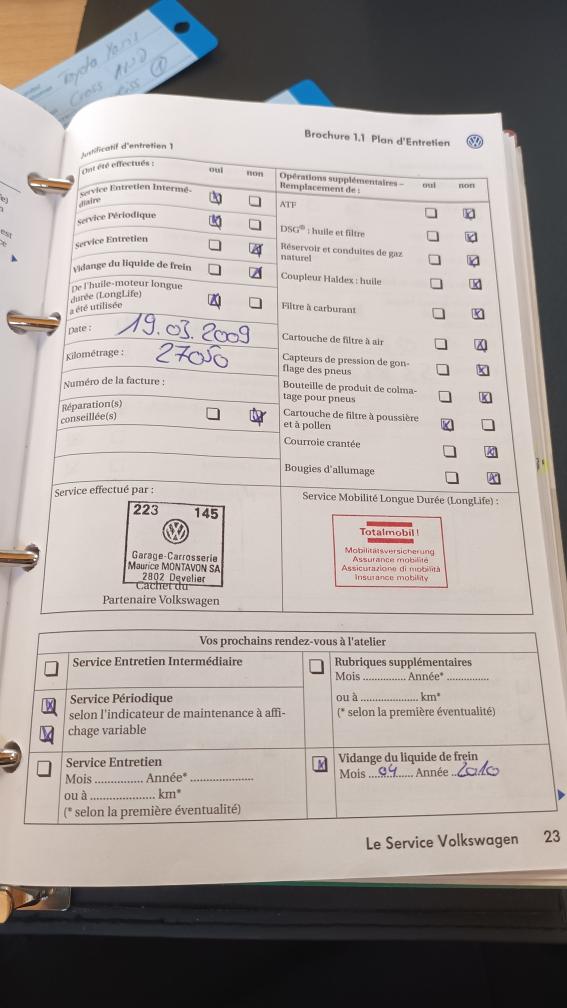 Toyota Yaris
Cross
Brochure 1.1 Plan d'Entretien
Justificatif d'entretien 1
Ont été effectués :
oui non
Service Entretien Intermé-
diaire
Service Périodique
Service Entretien
Vidange du liquide de frein
De l'huile-moteur longue
durée (LongLife)
a été utilisée
Date : 19.03.2009
Kilométrage : 27050
Numéro de la facture :
Réparation(s)
conseillée(s)
Opérations supplémentaires –
Remplacement de :
oui non
ATF
DSG® : huile et filtre
Réservoir et conduites de gaz
naturel
Coupleur Haldex : huile
Filtre à carburant
Cartouche de filtre à air
Capteurs de pression de gon-
flage des pneus
Bouteille de produit de colma-
tage pour pneus
Cartouche de filtre à poussière
et à pollen
Courroie crantée
Bougies d'allumage
Service effectué par :
223 145
Garage-Carrosserie
Maurice MONTAVON SA
2802 Develier
Cachet du
Partenaire Volkswagen
Service Mobilité Longue Durée (LongLife) :
Totalmobil!
Mobilitätsversicherung
Assurance mobilité
Assicurazione di mobilità
Insurance mobility
Vos prochains rendez-vous à l'atelier
Service Entretien Intermédiaire
Service Périodique
selon l'indicateur de maintenance à affi-
chage variable
Service Entretien
Mois ............... Année* ....................
ou à .................... km*
(* selon la première éventualité)
Rubriques supplémentaires
Mois .............. Année* ..............
ou à .................... km*
(* selon la première éventualité)
Vidange du liquide de frein
Mois 04 Année 2010
Le Service Volkswagen 23